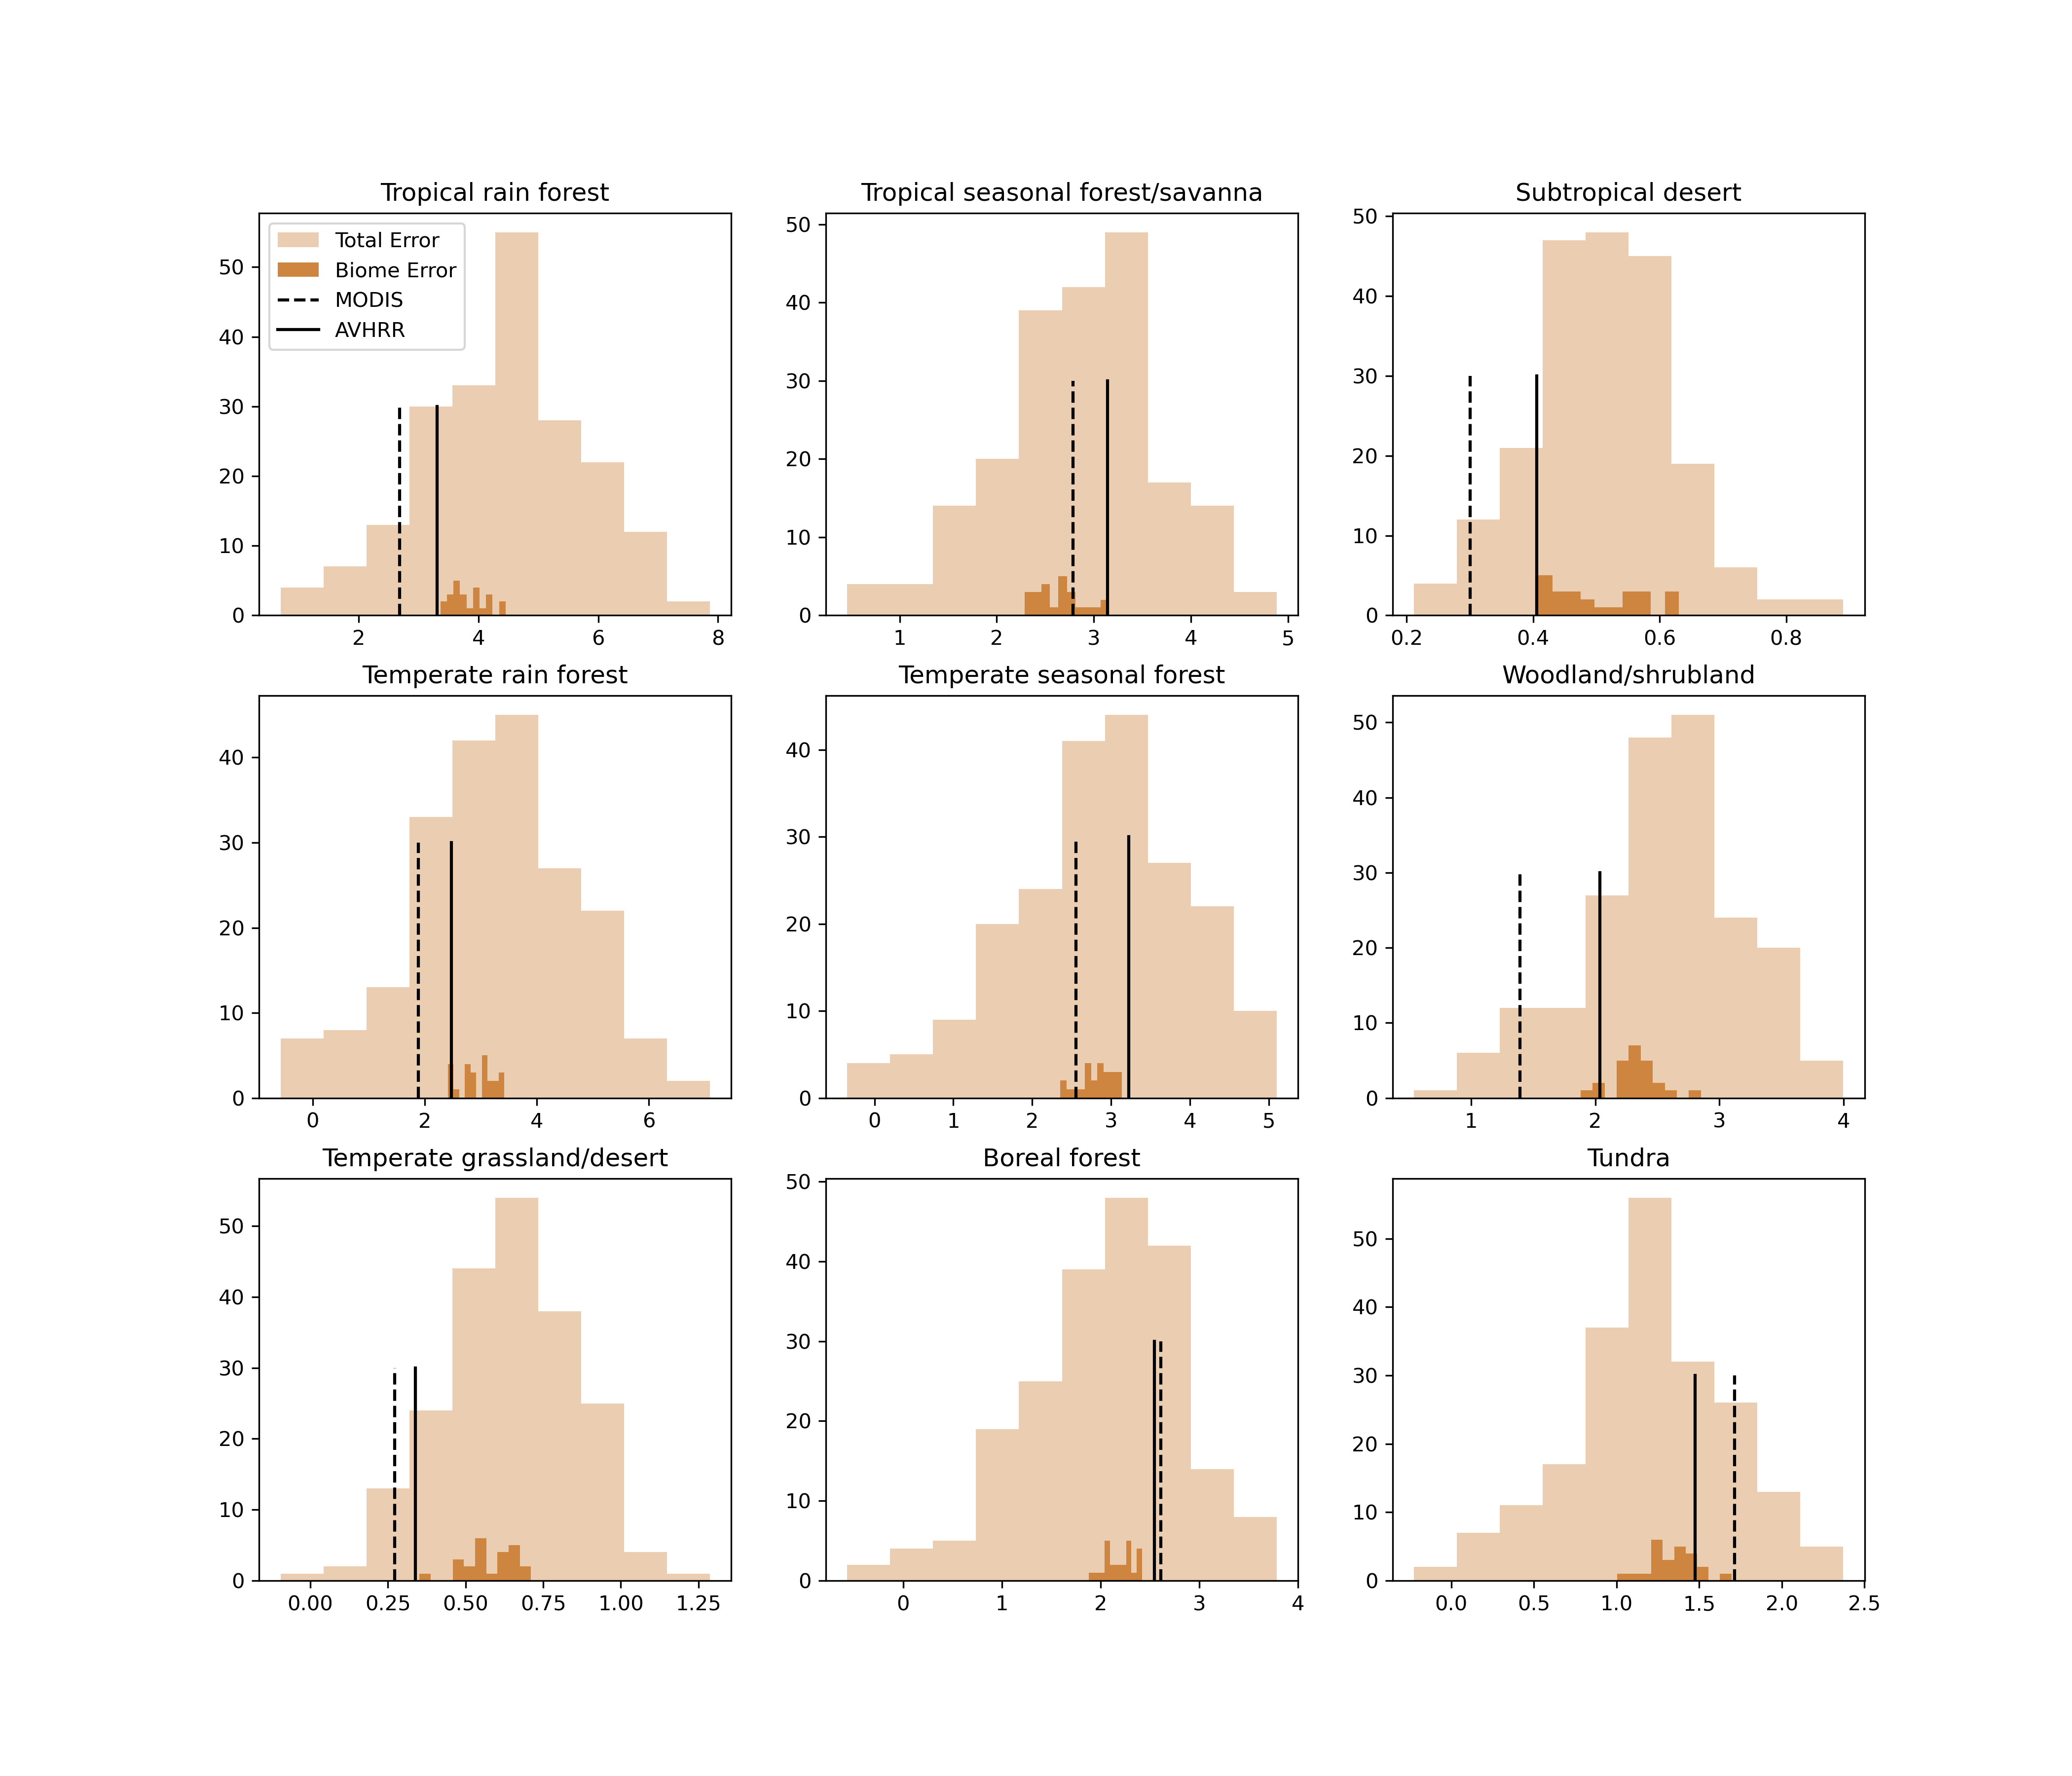 Tropical rain forest
Total Error
Biome Error
MODIS
AVHRR
50
40
30
20
10
0
2 4 6 8
Tropical seasonal forest/savanna
50
40
30
20
10
0
1 2 3 4 5
Subtropical desert
50
40
30
20
10
0
0.2 0.4 0.6 0.8
Temperate rain forest
40
30
20
10
0
0 2 4 6
Temperate seasonal forest
40
30
20
10
0
0 1 2 3 4 5
Woodland/shrubland
50
40
30
20
10
0
1 2 3 4
Temperate grassland/desert
50
40
30
20
10
0
0.00 0.25 0.50 0.75 1.00 1.25
Boreal forest
50
40
30
20
10
0
0 1 2 3 4
Tundra
50
40
30
20
10
0
0.0 0.5 1.0 1.5 2.0 2.5